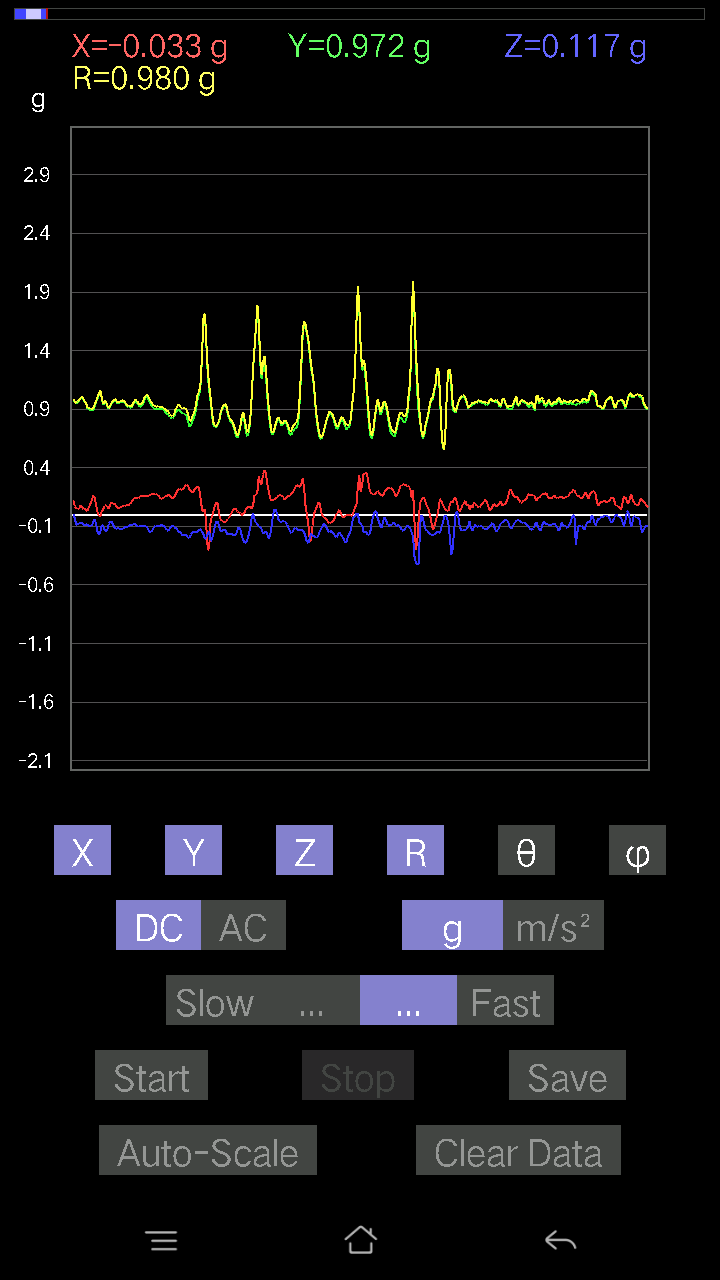 X=-0.033 g Y=0.972 g Z=0.117 g
R=0.980 g
g
2.9
2.4
1.9
1.4
0.9
0.4
-0.1
-0.6
-1.1
-1.6
-2.1
X Y Z R θ φ
DC AC g m/s²
Slow ... ... Fast
Start Stop Save
Auto-Scale Clear Data